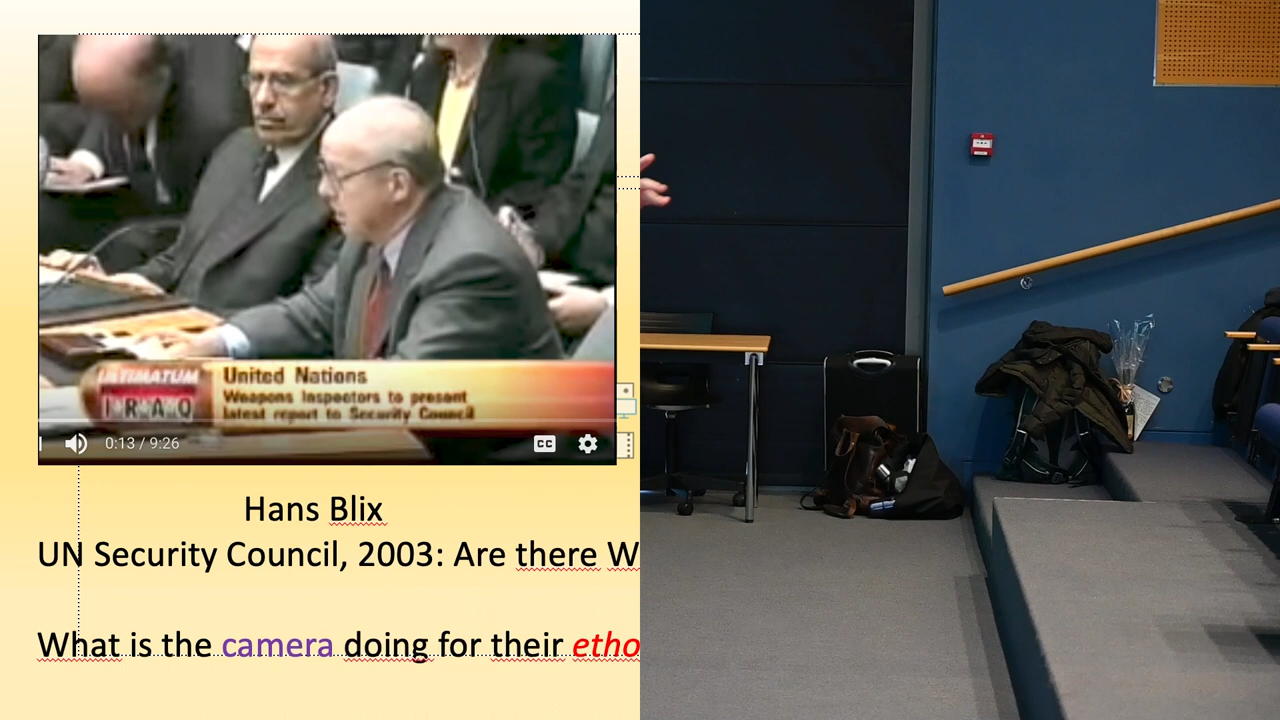 ULTIMATUM
IRAQ
United Nations
Weapons Inspectors to present
latest report to Security Council
0:13 / 9:26
CC
Hans Blix
UN Security Council, 2003: Are there W
What is the camera doing for their etho